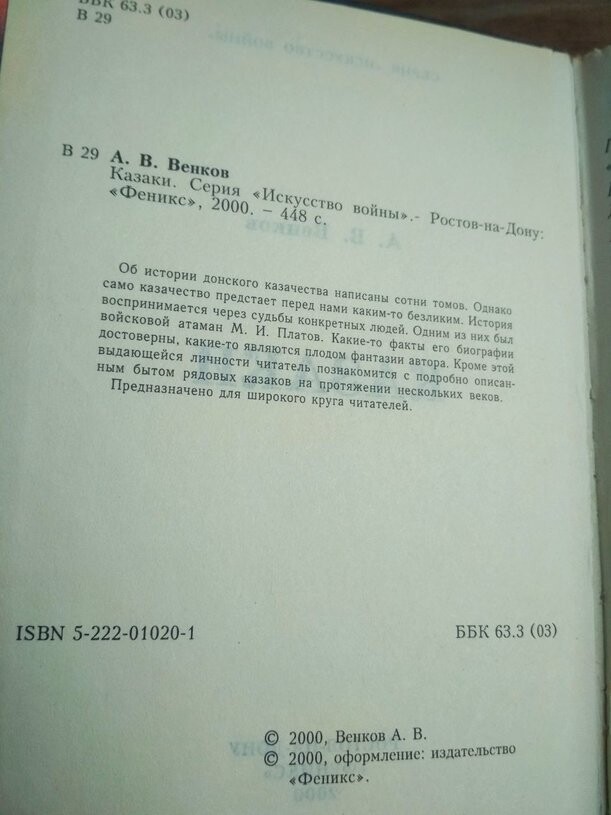 ББК 63.3 (03)
В 29
В 29 А. В. Венков
Казаки. Серия «Искусство войны».- Ростов-на-Дону:
«Феникс», 2000. – 448 с.
Об истории донского казачества написаны сотни томов. Однако
само казачество предстает перед нами каким-то безликим. История
воспринимается через судьбы конкретных людей. Одним из них был
войсковой атаман М. И. Платов. Какие-то факты его биографии
достоверны, какие-то являются плодом фантазии автора. Кроме этой
выдающейся личности читатель познакомится с подробно описан-
ным бытом рядовых казаков на протяжении нескольких веков.
Предназначено для широкого круга читателей.
ISBN 5-222-01020-1
ББК 63.3 (03)
© 2000, Венков А. В.
© 2000, оформление: издательство
«Феникс».